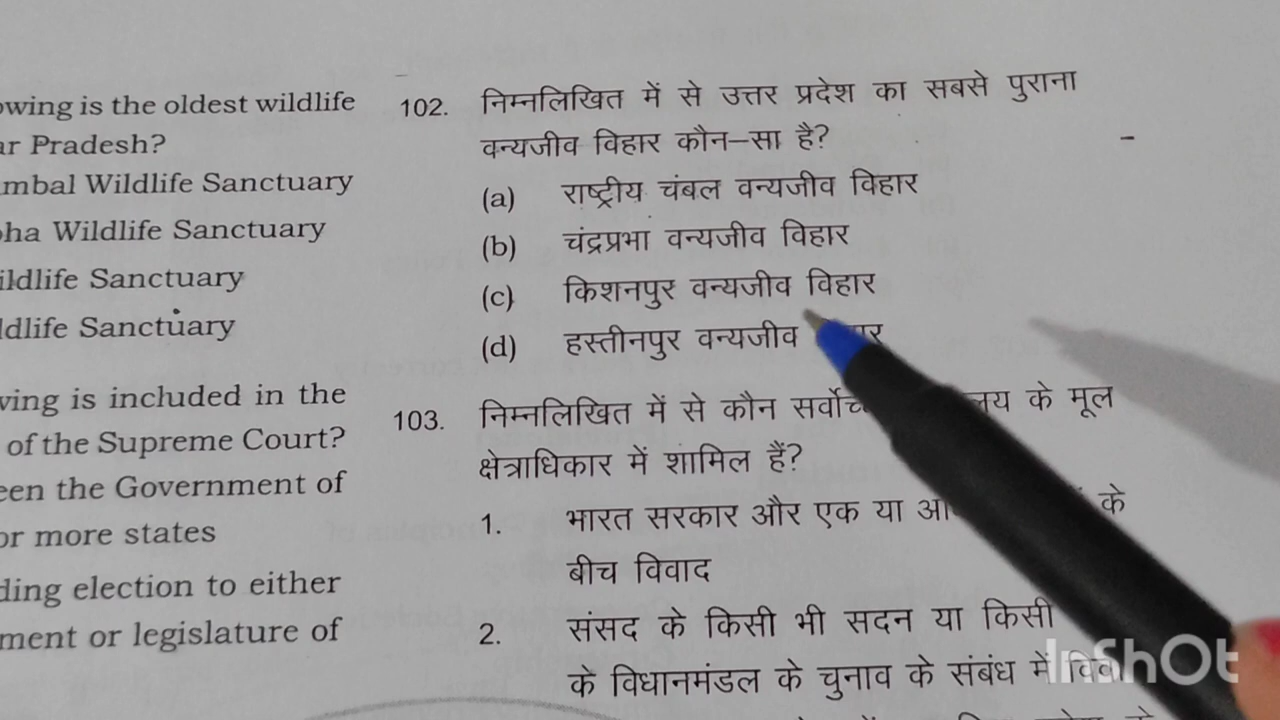 owing is the oldest wildlife
ar Pradesh?
mbal Wildlife Sanctuary
ha Wildlife Sanctuary
ildlife Sanctuary
ldlife Sanctuary
ving is included in the
of the Supreme Court?
een the Government of
or more states
ding election to either
ment or legislature of
102. निम्नलिखित में से उत्तर प्रदेश का सबसे पुराना
वन्यजीव विहार कौन–सा है?
(a) राष्ट्रीय चंबल वन्यजीव विहार
(b) चंद्रप्रभा वन्यजीव विहार
(c) किशनपुर वन्यजीव विहार
(d) हस्तीनपुर वन्यजीव
103. निम्नलिखित में से कौन के मूल
क्षेत्राधिकार में शामिल हैं?
1. भारत सरकार और एक या के
बीच विवाद
2. संसद के किसी भी सदन या किसी
के विधानमंडल के चुनाव के संबंध में
InShOt